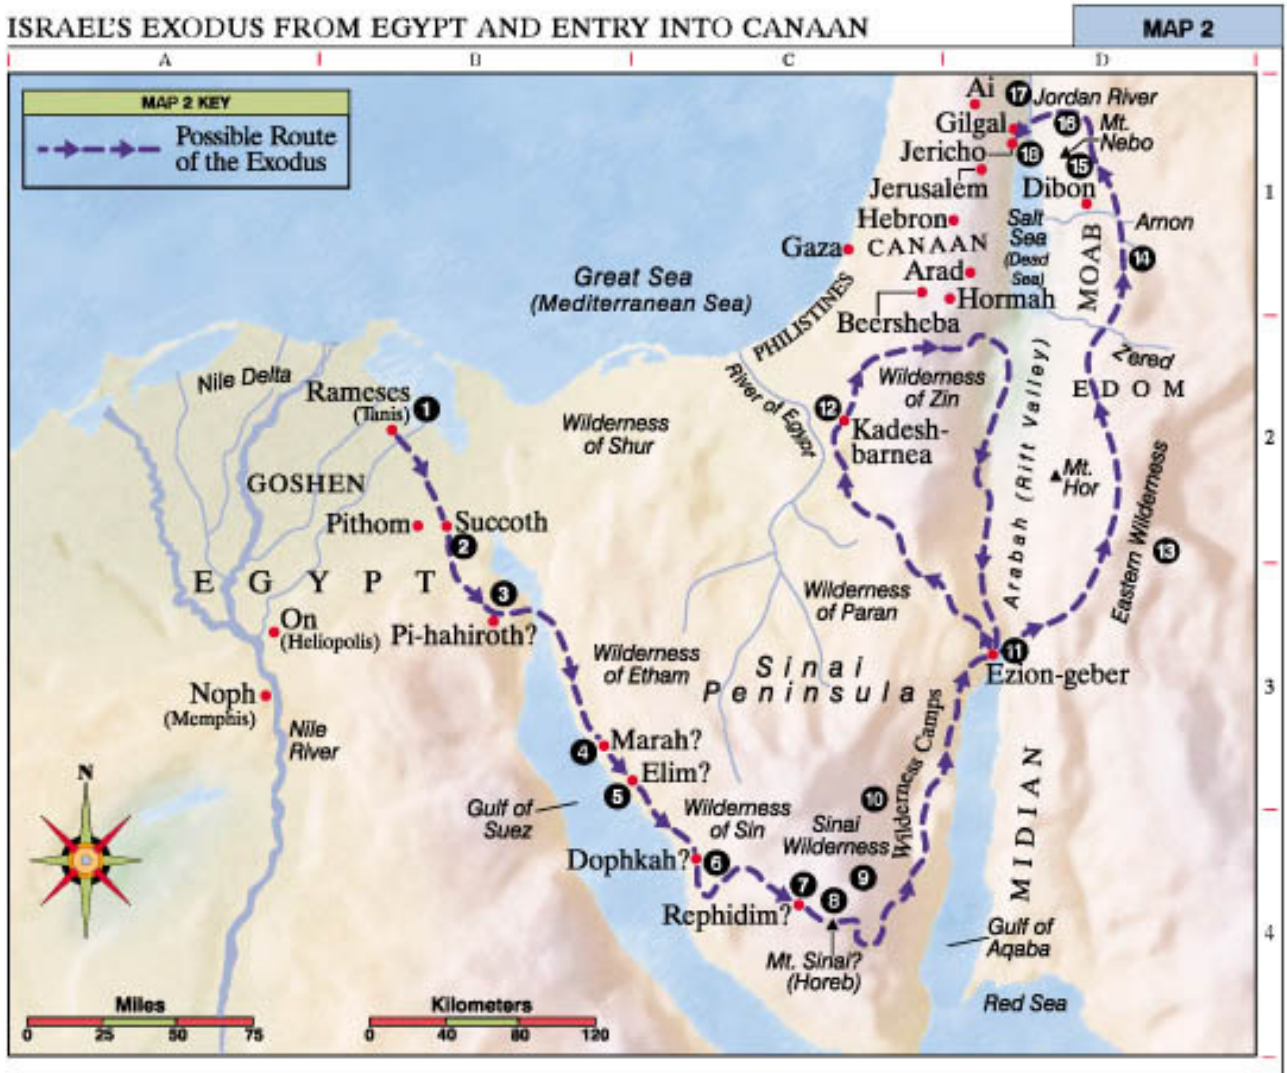 ISRAEL'S EXODUS FROM EGYPT AND ENTRY INTO CANAAN
MAP 2
A
B
C
D
MAP 2 KEY
Possible Route
of the Exodus
Ai
17
Jordan River
Gilgal
16
Mt.
Nebo
Jericho
18
15
Jerusalem
Dibon
1
Hebron
Salt
Sea
(Dead
Sea)
Arnon
Gaza
CANAAN
MOAB
14
Arad
Great Sea
(Mediterranean Sea)
Hormah
Beersheba
PHILISTINES
Zered
EDOM
Nile Delta
Rameses
(Tanis)
1
River of Egypt
Wilderness
of Zin
Arabah (Rift Valley)
12
Kadesh-
barnea
Wilderness
of Shur
2
GOSHEN
Mt.
Hor
Eastern Wilderness
13
Pithom
Succoth
2
EGYPT
3
Pi-hahiroth?
On
(Heliopolis)
Wilderness
of Paran
Wilderness
of Etham
Sinai
Peninsula
11
Ezion-geber
3
Noph
(Memphis)
Nile
River
4
Marah?
Elim?
5
Wilderness Camps
MIDIAN
N
Gulf of
Suez
Wilderness
of Sin
10
Sinai
Wilderness
Dophkah?
6
7
8
9
Rephidim?
Mt. Sinai?
(Horeb)
Gulf of
Aqaba
4
Red Sea
Miles
0 25 50 75
Kilometers
0 40 80 120